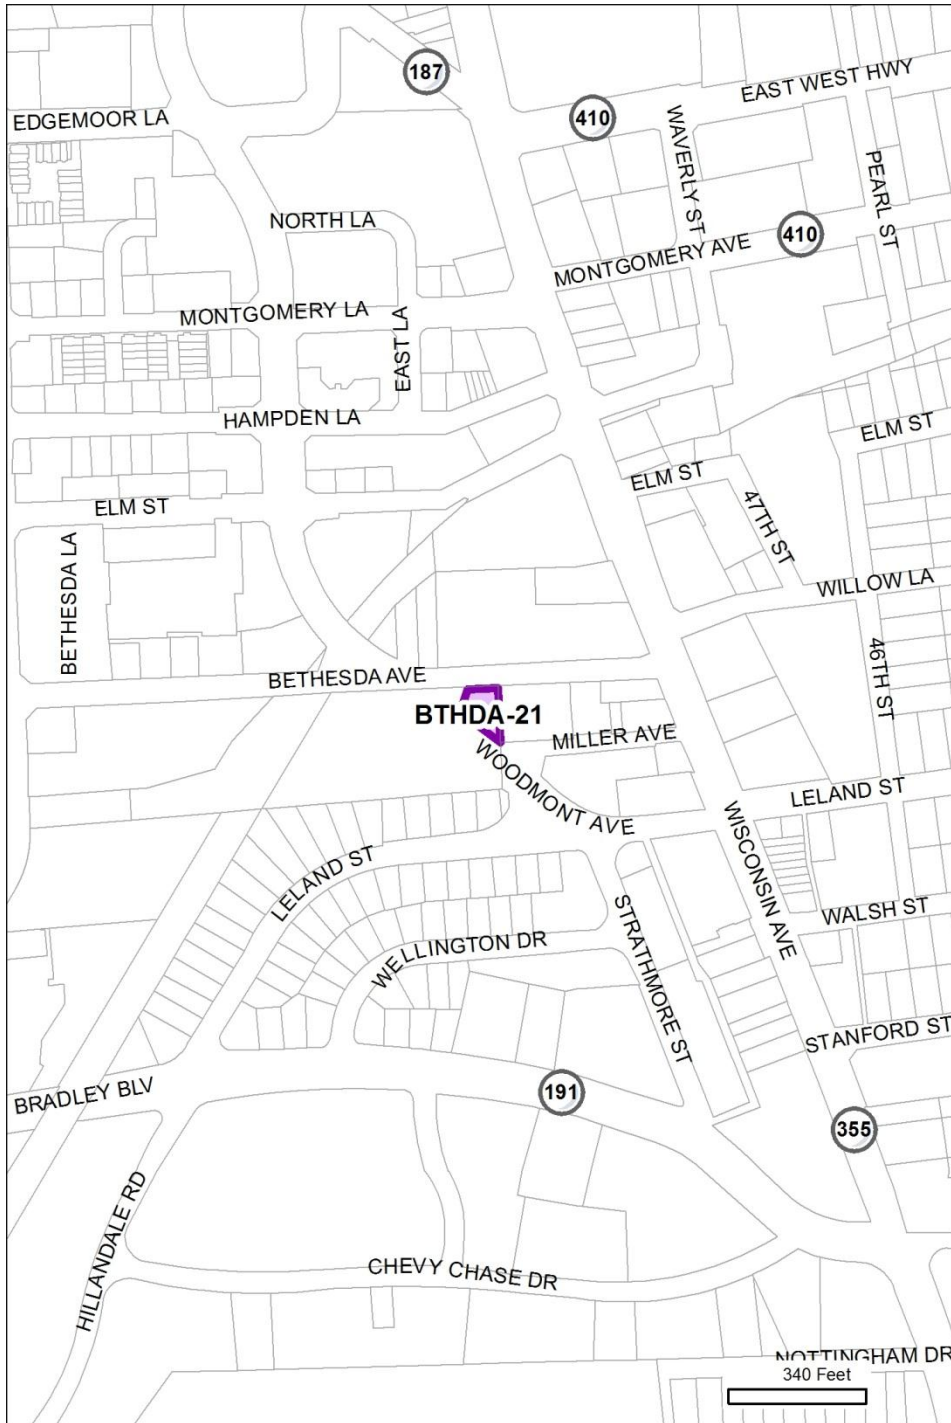 187
EAST WEST HWY
410
EDGEMOOR LA
WAVERLY ST
PEARL ST
NORTH LA
410
MONTGOMERY AVE
MONTGOMERY LA
EAST LA
HAMPDEN LA
ELM ST
ELM ST
47TH ST
ELM ST
BETHESDA LA
WILLOW LA
46TH ST
BETHESDA AVE
BTHDA-21
MILLER AVE
WOODMONT AVE
LELAND ST
WISCONSIN AVE
LELAND ST
STRATHMORE ST
WALSH ST
WELLINGTON DR
STANFORD ST
BRADLEY BLV
191
355
HILLANDALE RD
CHEVY CHASE DR
NOTTINGHAM DR
340 Feet